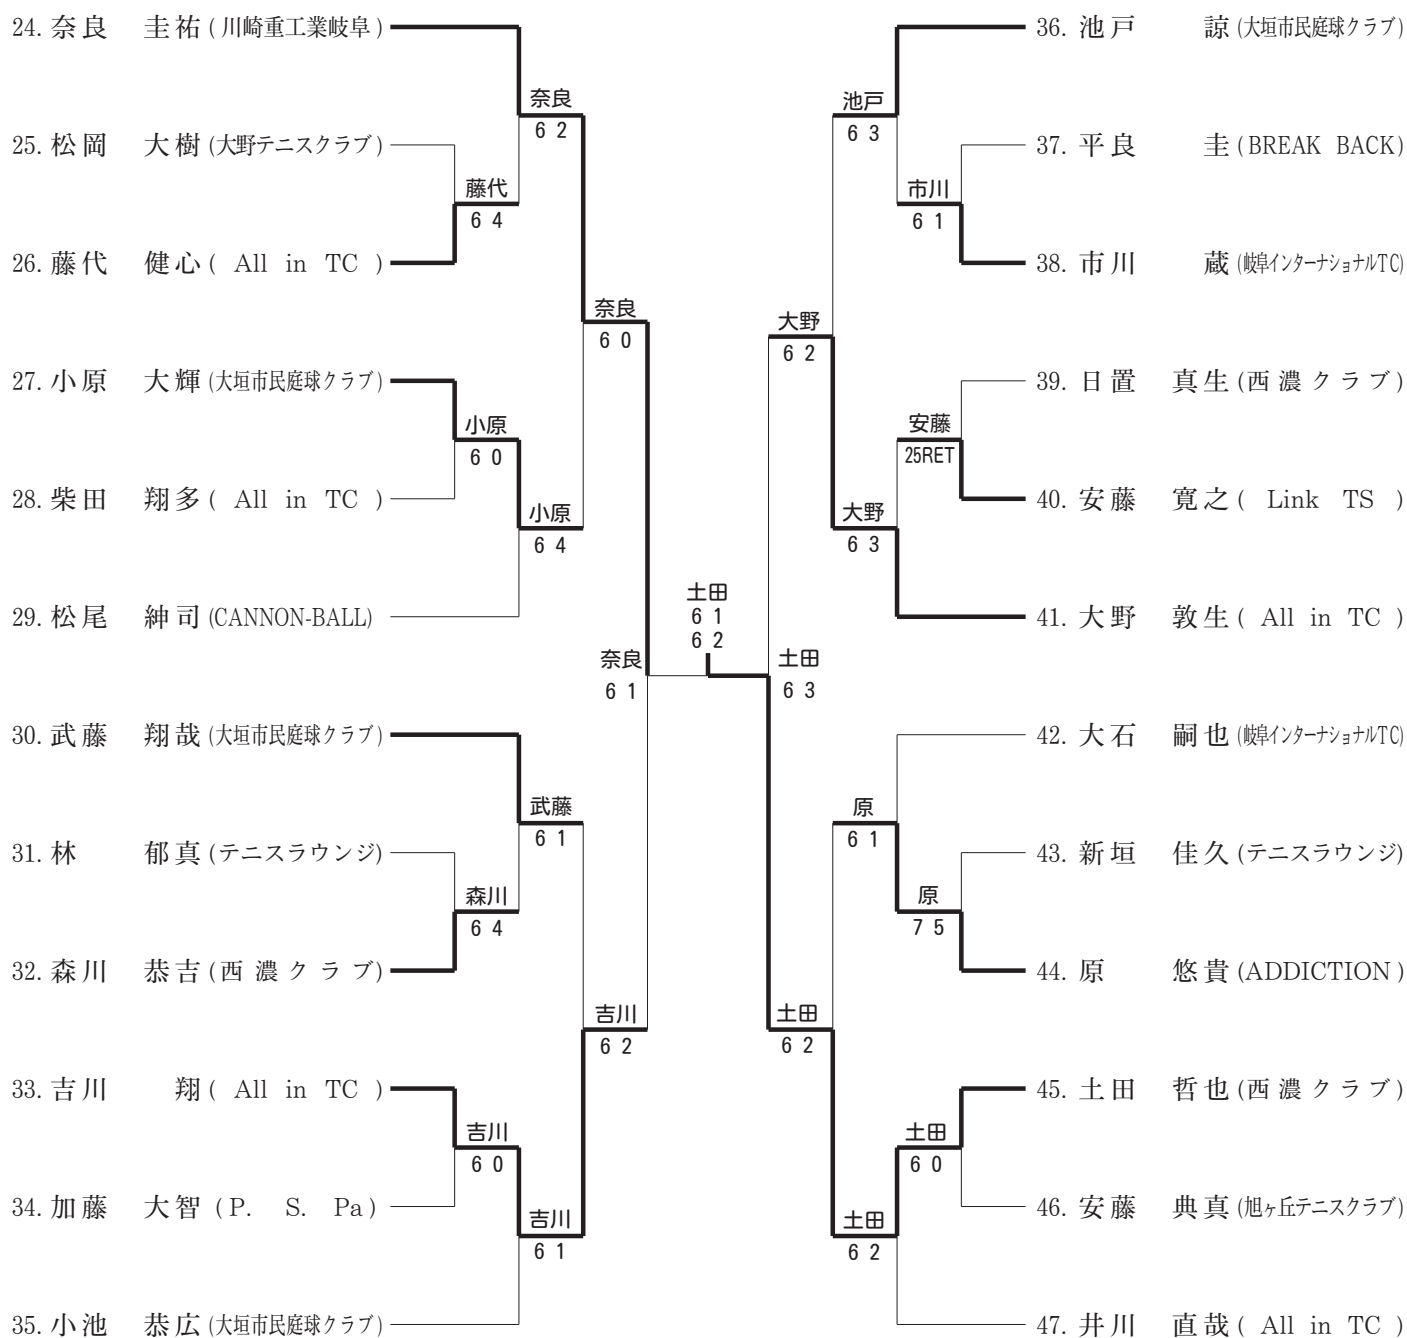 24. 奈良 圭祐 (川崎重工業岐阜)
25. 松岡 大樹 (大野テニスクラブ)
26. 藤代 健心 ( All in TC )
27. 小原 大輝 (大垣市民庭球クラブ)
28. 柴田 翔多 ( All in TC )
29. 松尾 紳司 (CANNON-BALL)
30. 武藤 翔哉 (大垣市民庭球クラブ)
31. 林 郁真 (テニスラウンジ)
32. 森川 恭吉 (西濃クラブ)
33. 吉川 翔 ( All in TC )
34. 加藤 大智 (P. S. Pa)
35. 小池 恭広 (大垣市民庭球クラブ)
藤代
6 4
小原
6 0
森川
6 4
吉川
6 0
奈良
6 2
小原
6 4
武藤
6 1
吉川
6 1
奈良
6 0
吉川
6 2
奈良
6 1
土田
6 1
6 2
土田
6 3
大野
6 2
土田
6 2
池戸
6 3
大野
6 3
原
6 1
土田
6 2
市川
6 1
安藤
25RET
原
7 5
土田
6 0
36. 池戸 諒 (大垣市民庭球クラブ)
37. 平良 圭 (BREAK BACK)
38. 市川 蔵 (岐阜インターナショナルTC)
39. 日置 真生 (西濃クラブ)
40. 安藤 寛之 ( Link TS )
41. 大野 敦生 ( All in TC )
42. 大石 嗣也 (岐阜インターナショナルTC)
43. 新垣 佳久 (テニスラウンジ)
44. 原 悠貴 (ADDICTION)
45. 土田 哲也 (西濃クラブ)
46. 安藤 典真 (旭ヶ丘テニスクラブ)
47. 井川 直哉 ( All in TC )